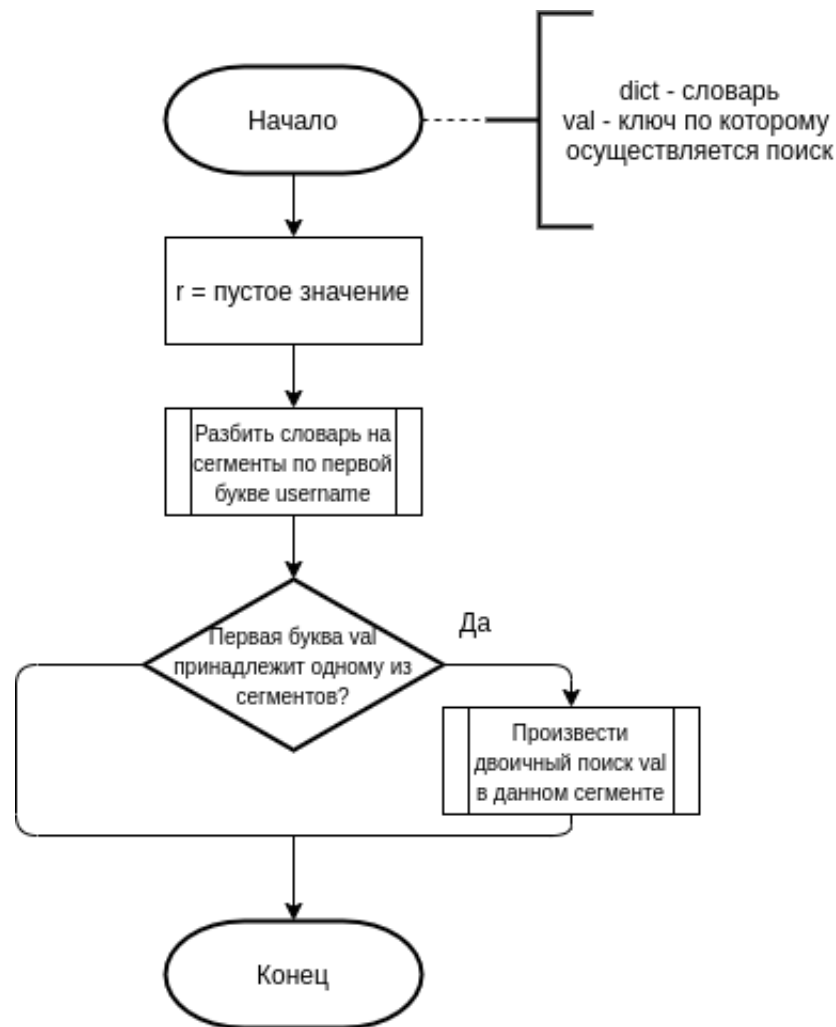 Начало
dict - словарь
val - ключ по которому
осуществляется поиск
r = пустое значение
Разбить словарь на
сегменты по первой
букве username
Первая буква val
принадлежит одному из
сегментов?
Да
Произвести
двоичный поиск val
в данном сегменте
Конец